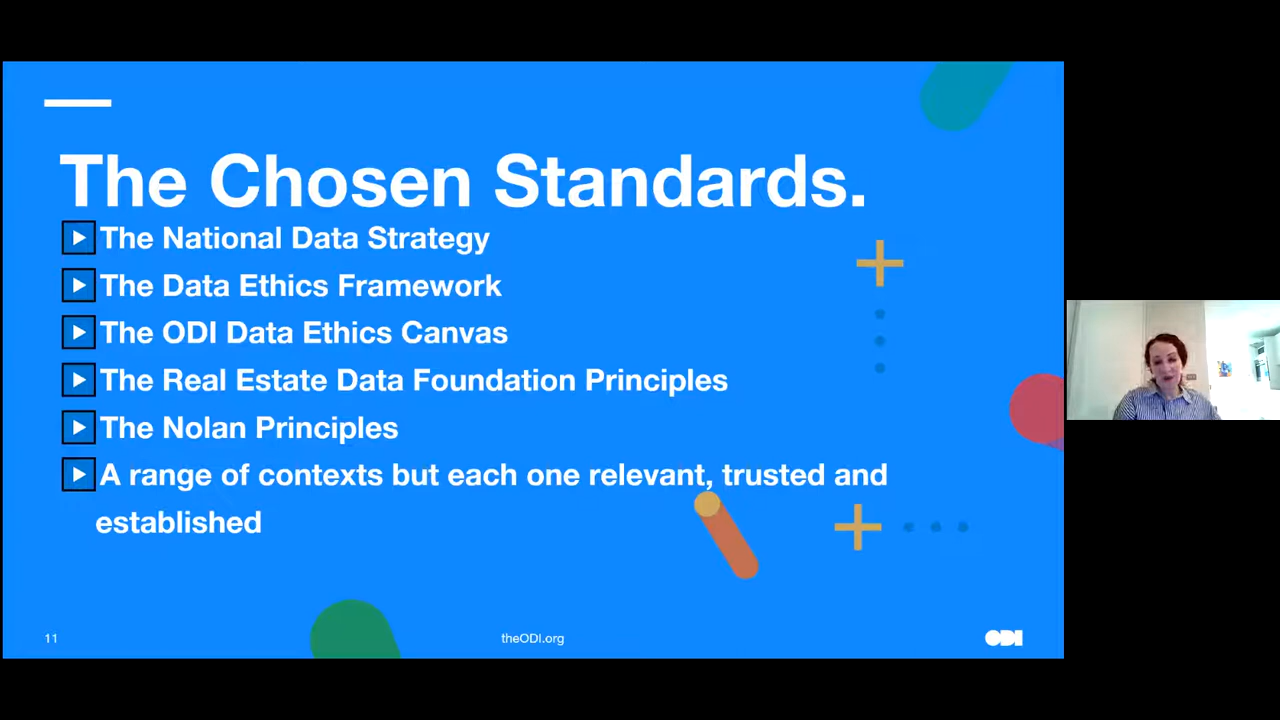 The Chosen Standards.
The National Data Strategy
The Data Ethics Framework
The ODI Data Ethics Canvas
The Real Estate Data Foundation Principles
The Nolan Principles
A range of contexts but each one relevant, trusted and
established
11
theODI.org
ODI